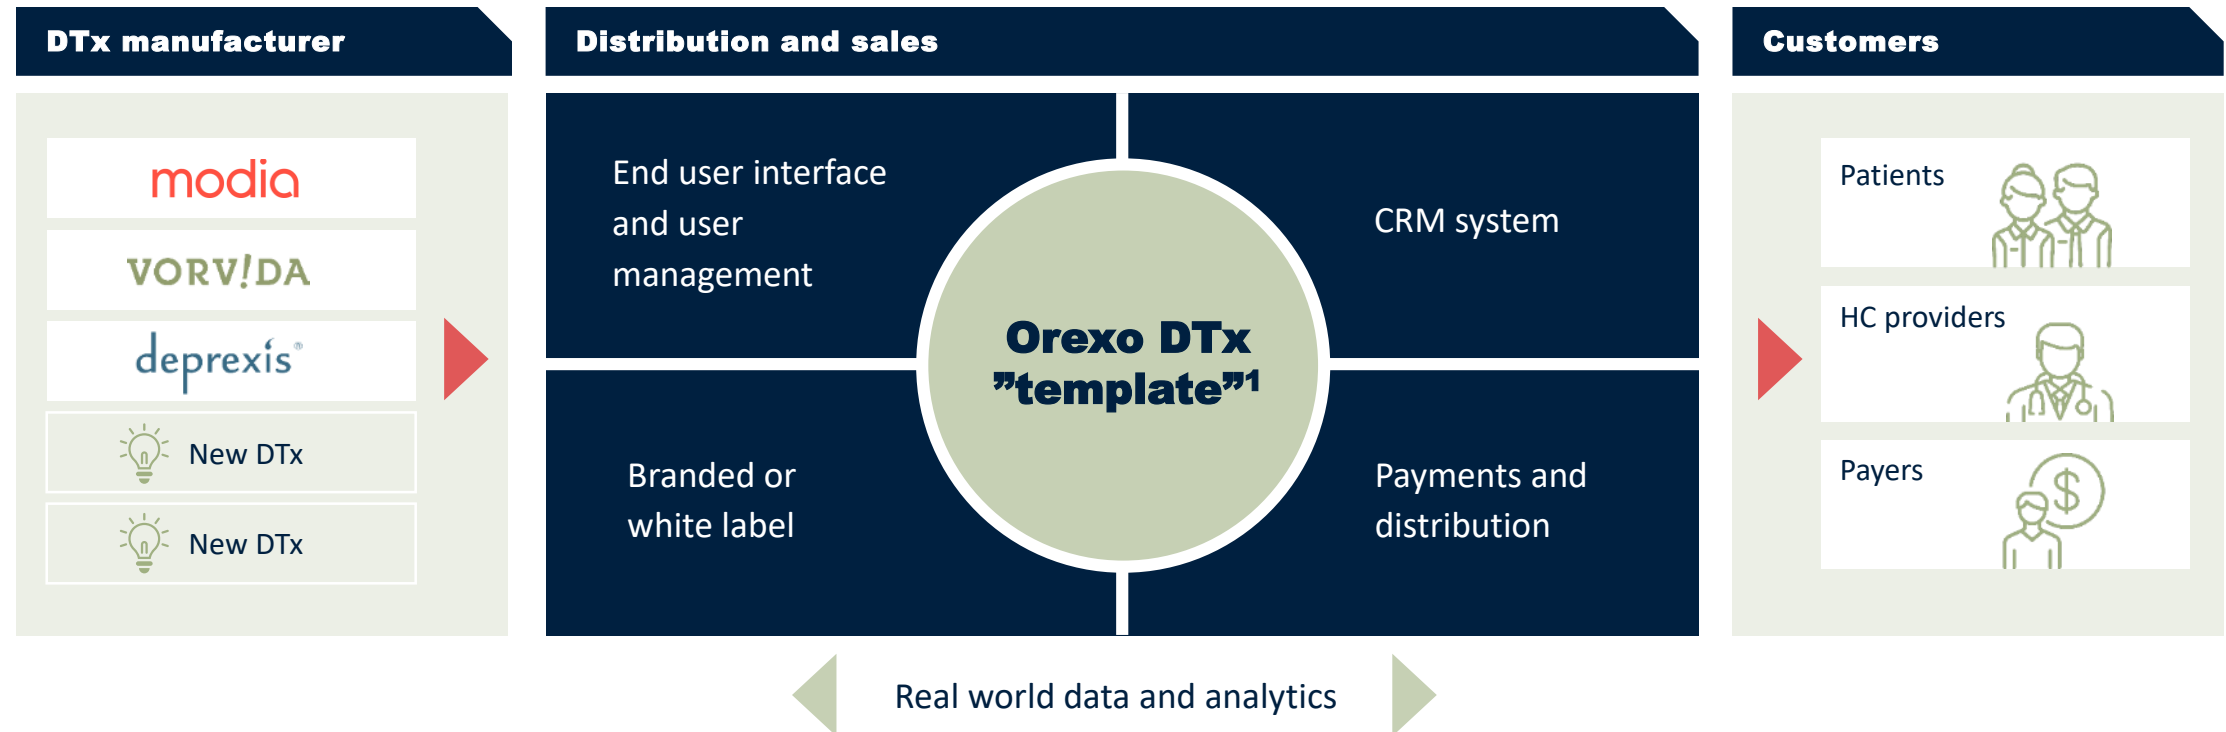 DTx manufacturer
modia
VORV!DA
deprexis®
New DTx
New DTx
Distribution and sales
End user interface
and user
management
CRM system
Orexo DTx
”template”1
Branded or
white label
Payments and
distribution
Real world data and analytics
Customers
Patients
HC providers
Payers
$